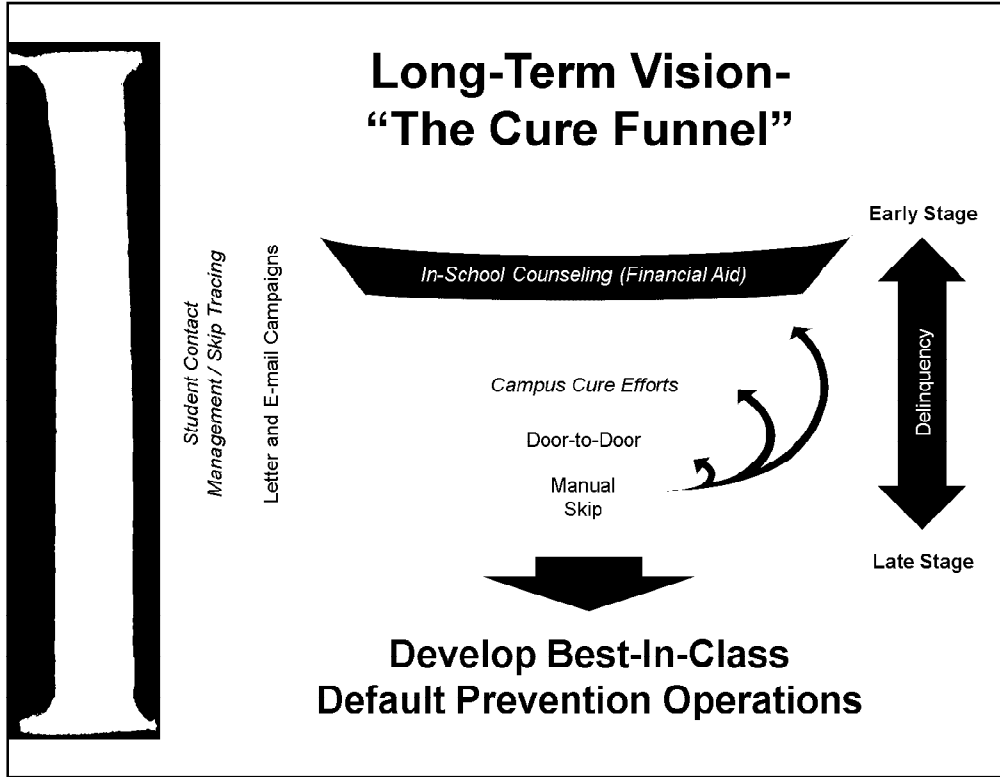 Long-Term Vision-
“The Cure Funnel”
Early Stage
In-School Counseling (Financial Aid)
Student Contact
Management / Skip Tracing
Letter and E-mail Campaigns
Campus Cure Efforts
Door-to-Door
Manual
Skip
Delinquency
Late Stage
Develop Best-In-Class
Default Prevention Operations